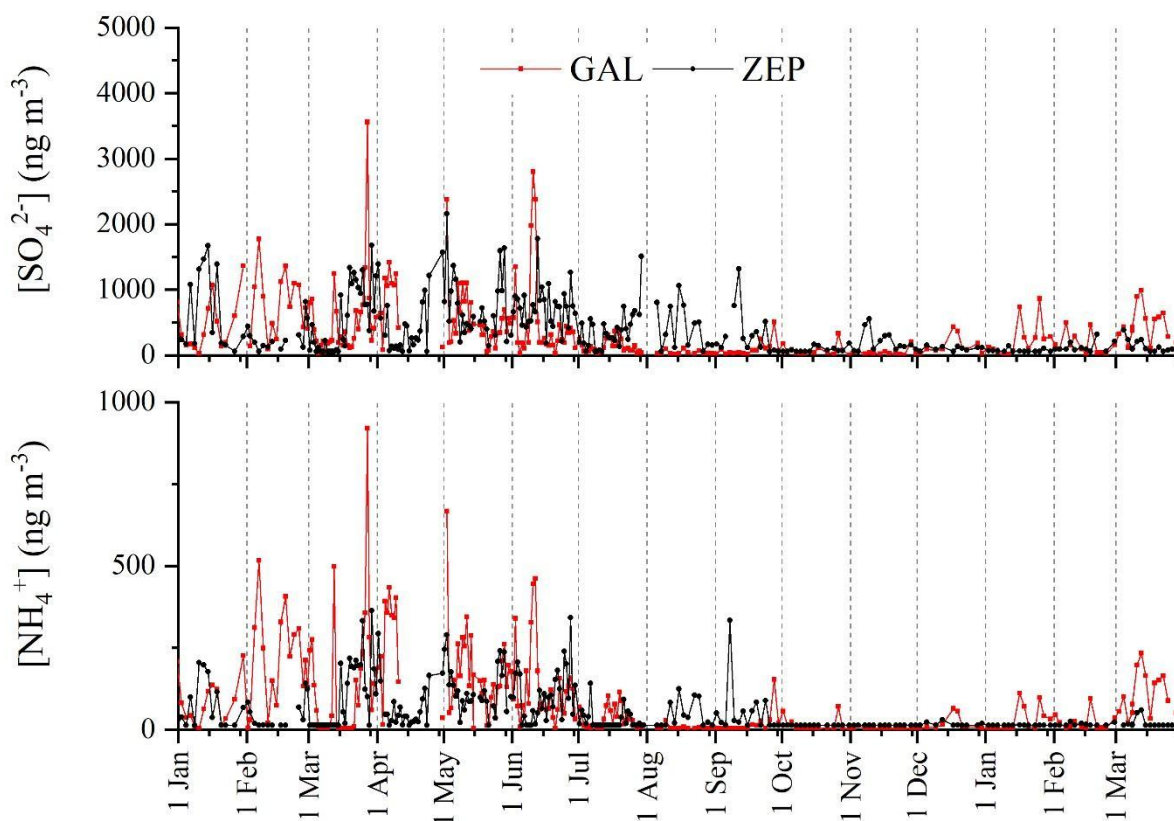 5000
4000
3000
2000
1000
0
[SO₄²⁻] (ng m⁻³)
GAL ZEP
1000
500
0
[NH₄⁺] (ng m⁻³)
1 Jan
1 Feb
1 Mar
1 Apr
1 May
1 Jun
1 Jul
1 Aug
1 Sep
1 Oct
1 Nov
1 Dec
1 Jan
1 Feb
1 Mar